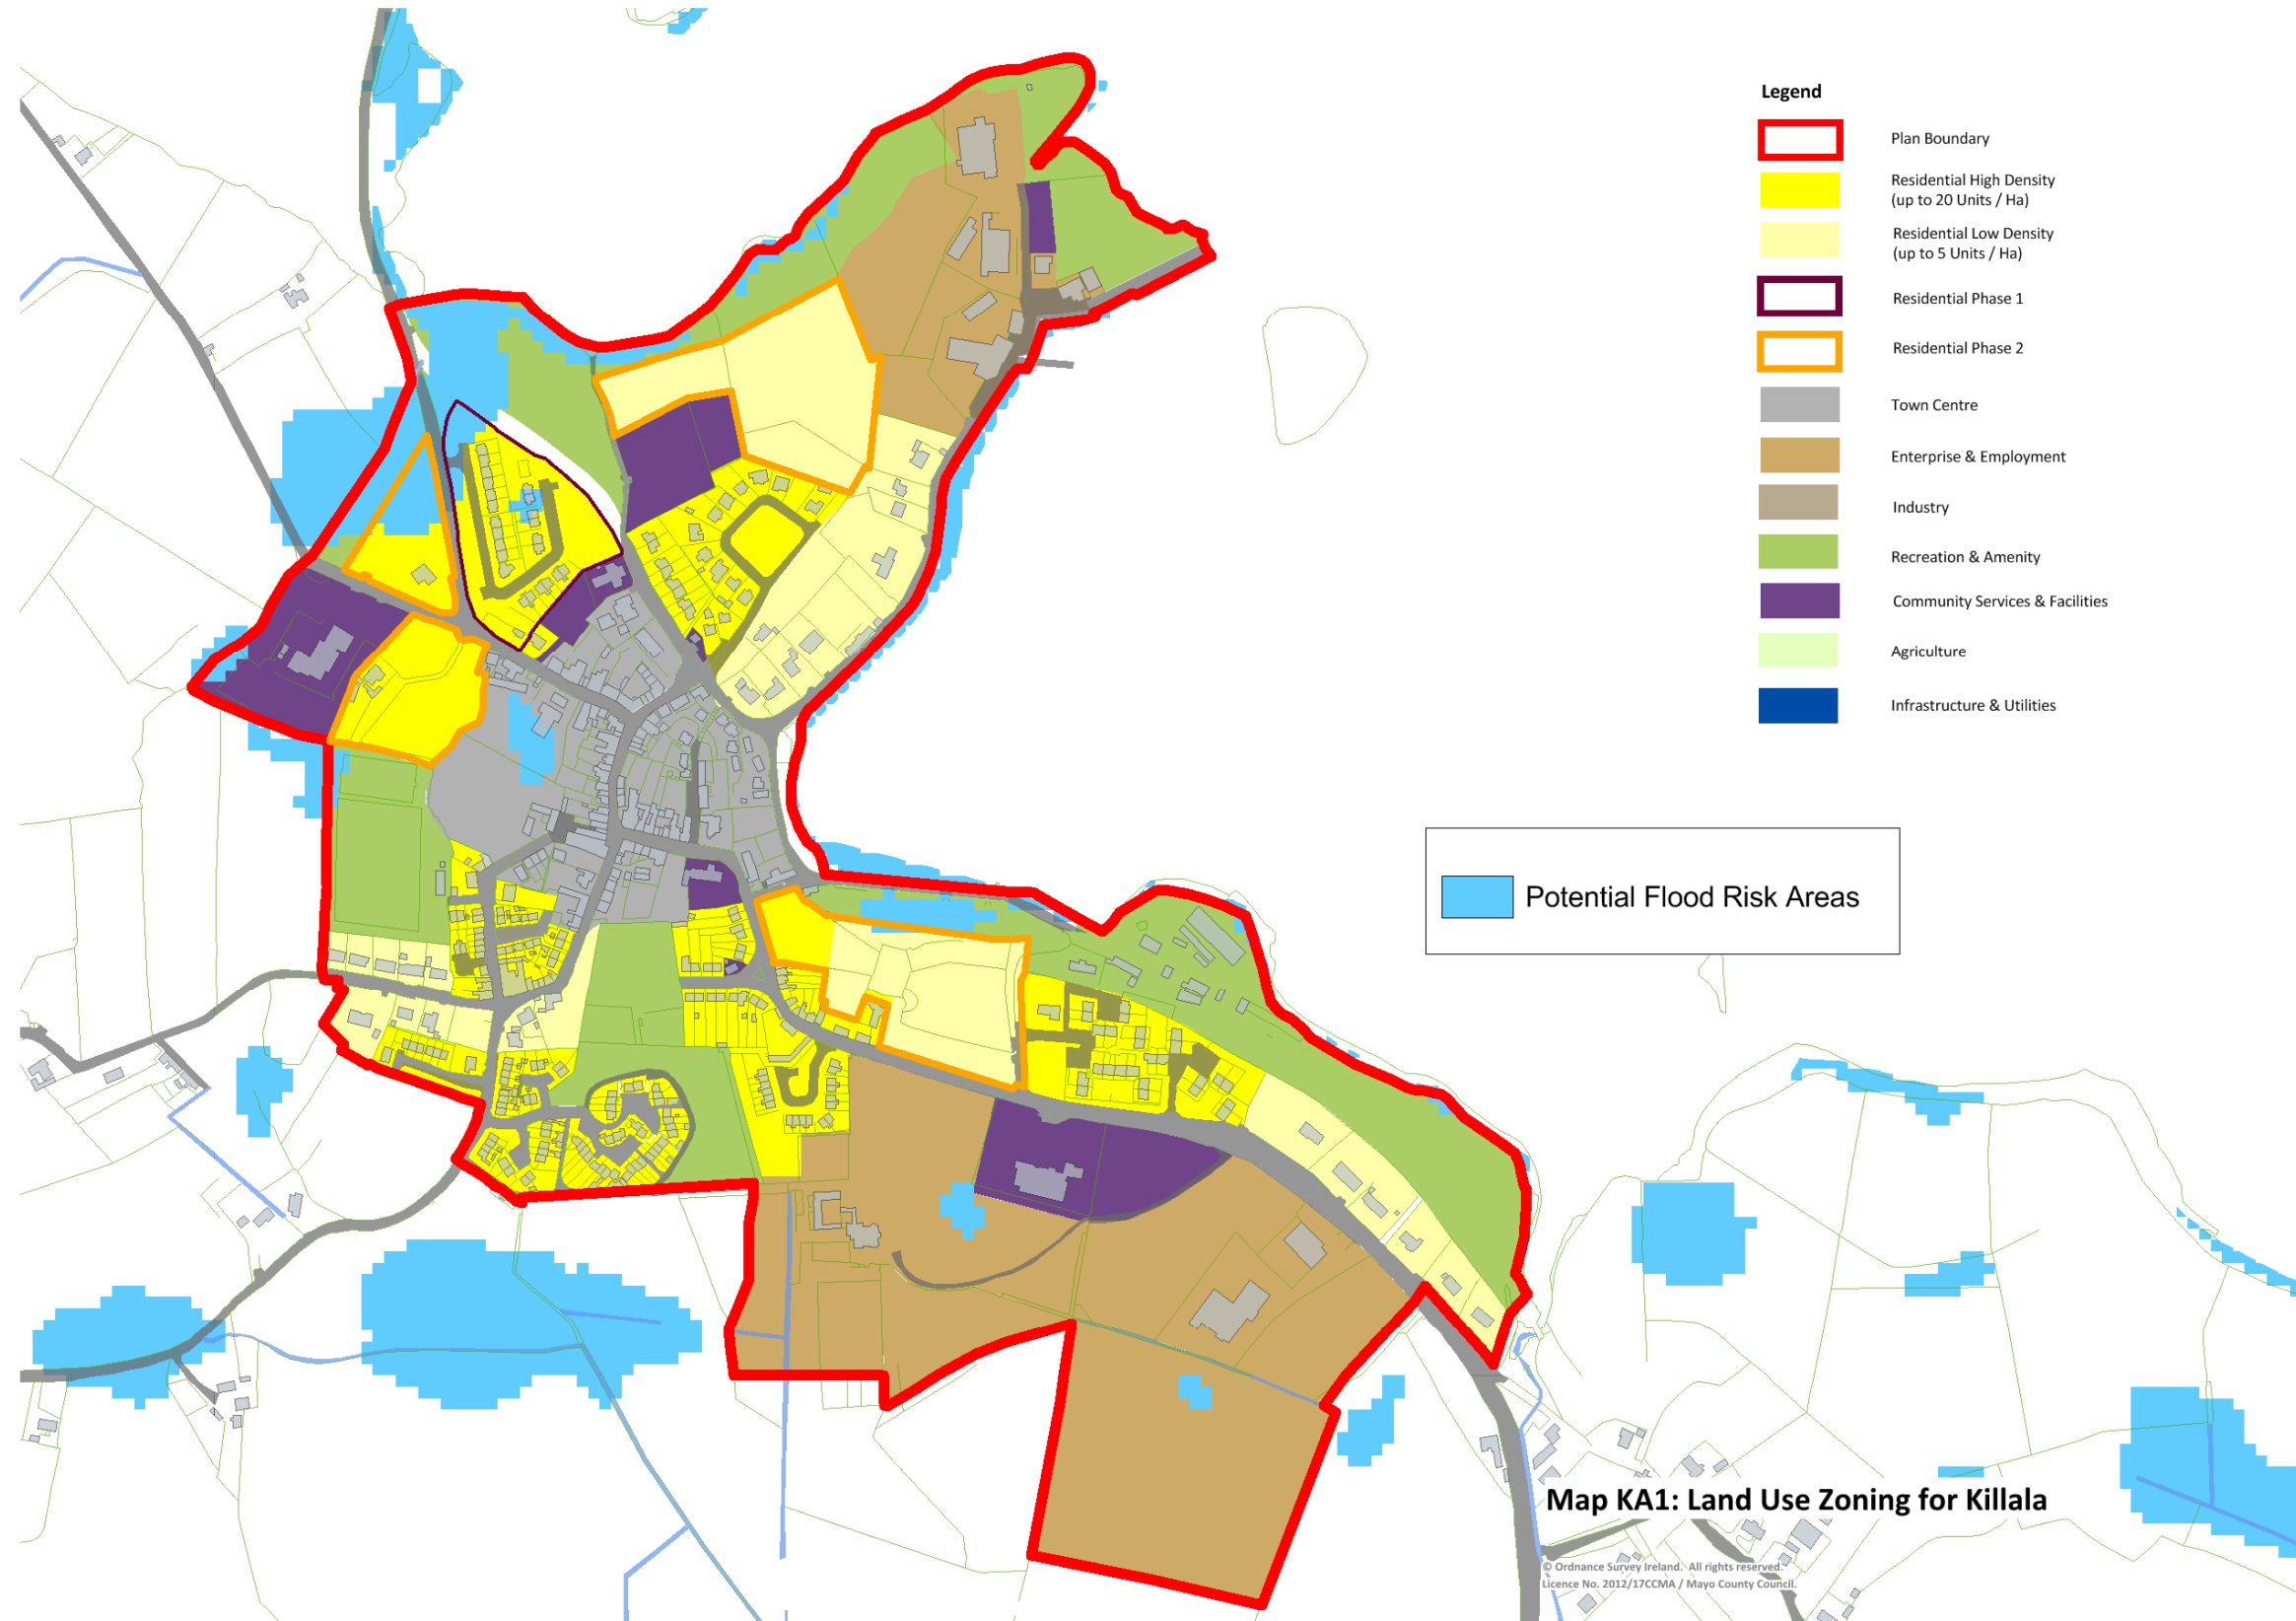 Legend
Plan Boundary
Residential High Density
(up to 20 Units / Ha)
Residential Low Density
(up to 5 Units / Ha)
Residential Phase 1
Residential Phase 2
Town Centre
Enterprise & Employment
Industry
Recreation & Amenity
Community Services & Facilities
Agriculture
Infrastructure & Utilities
Potential Flood Risk Areas
Map KA1: Land Use Zoning for Killala
© Ordnance Survey Ireland. All rights reserved.
Licence No. 2012/17CCMA / Mayo County Council.